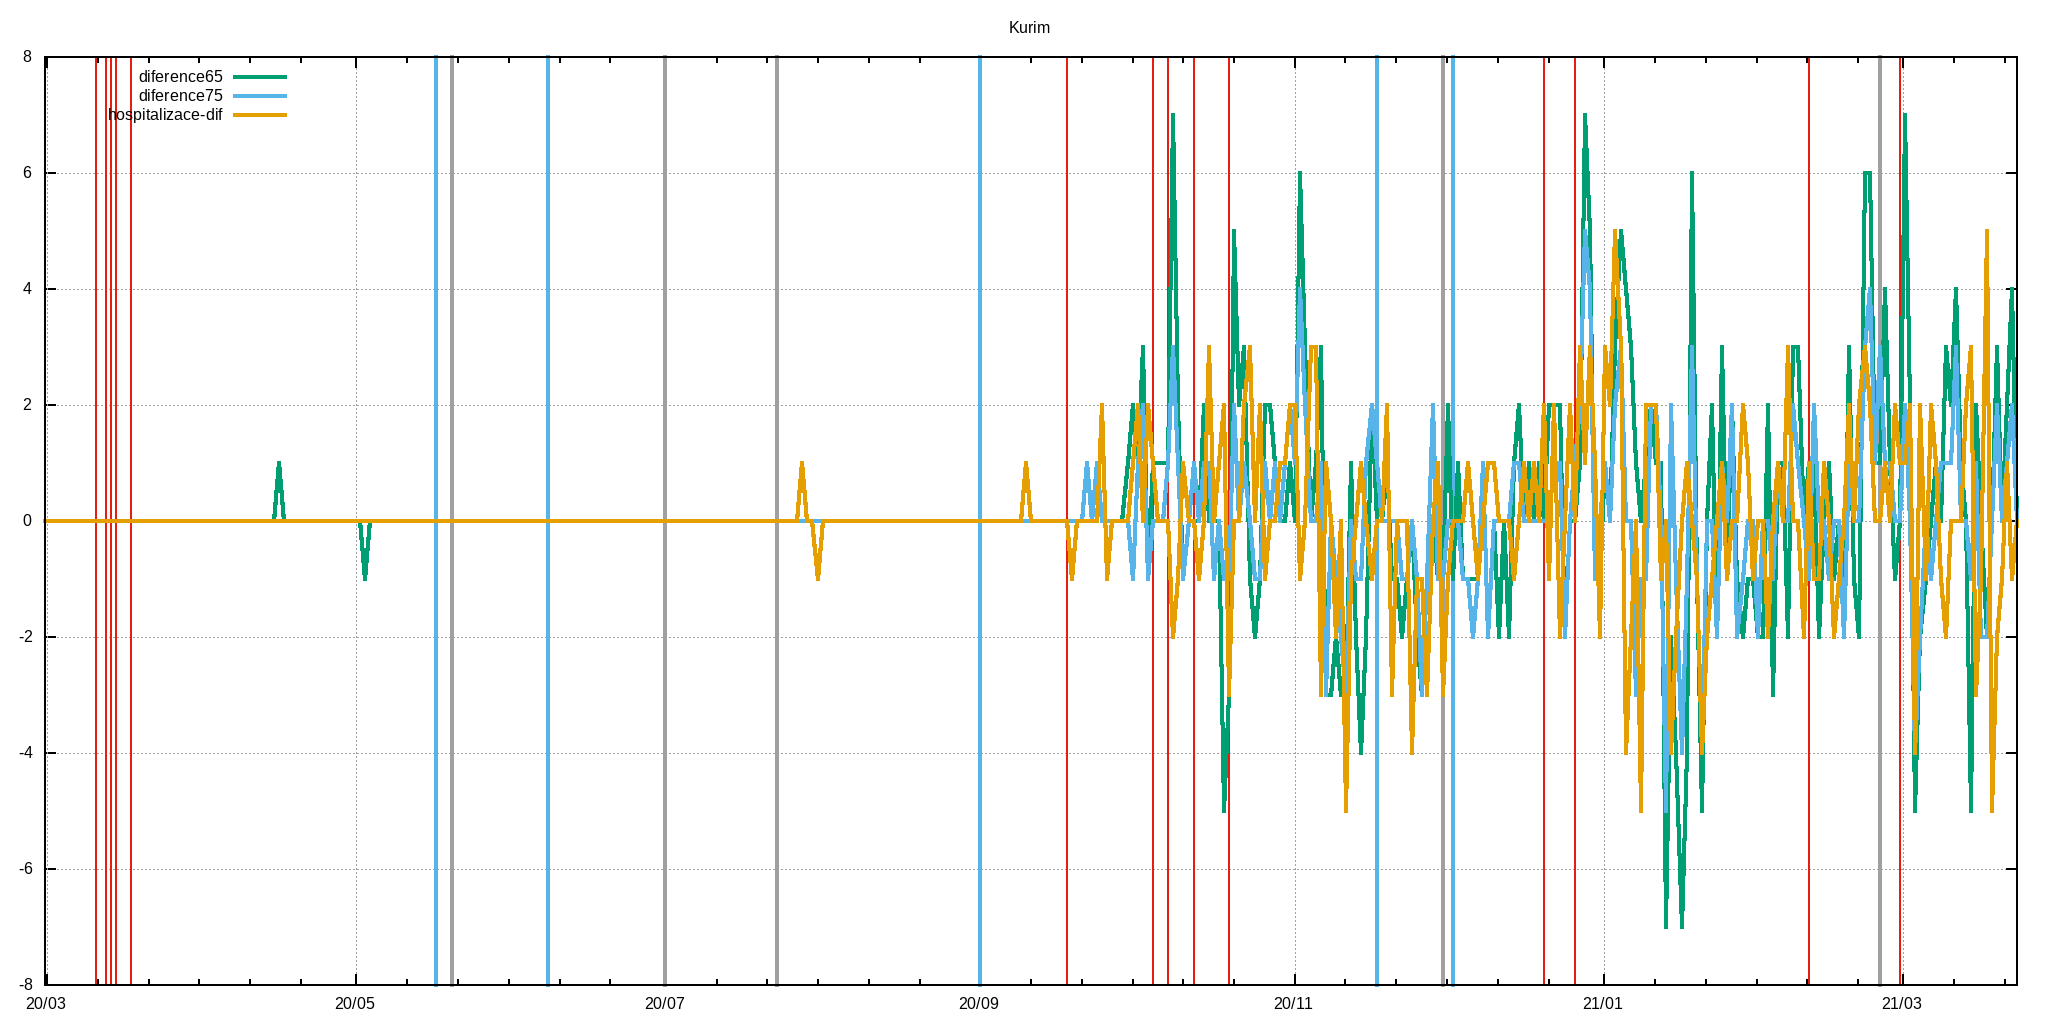 Kurim
diference65
diference75
hospitalizace-dif
8
6
4
2
0
-2
-4
-6
-8
20/03 20/05 20/07 20/09 20/11 21/01 21/03